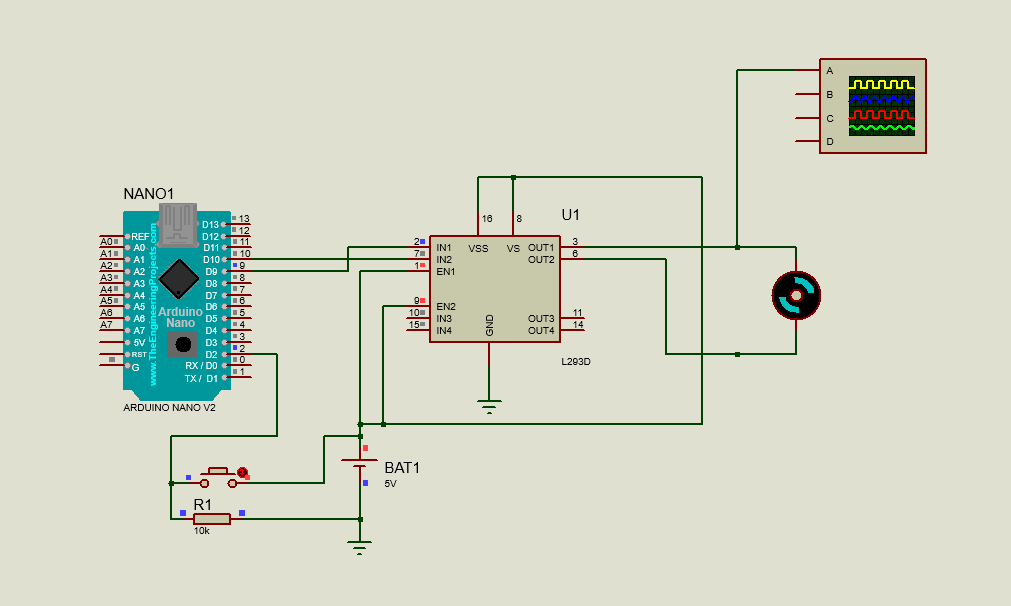 NANO1
www.TheEngineeringProjects.com
Arduino
Nano
REF
A0 A0
A1 A1
A2 A2
A3 A3
A4 A4
A5 A5
A6 A6
A7 A7
5V
RST
G
D13 13
D12 12
D11 11
D10 10
D9 9
D8 8
D7 7
D6 6
D5 5
D4 4
D3 3
D2 2
RX / D0 0
TX / D1 1
ARDUINO NANO V2
U1
16 8
VSS VS
2 IN1 OUT1 3
7 IN2 OUT2 6
1 EN1
9 EN2
10 IN3 OUT3 11
15 IN4 OUT4 14
GND
L293D
A
B
C
D
BAT1
5V
R1
10k